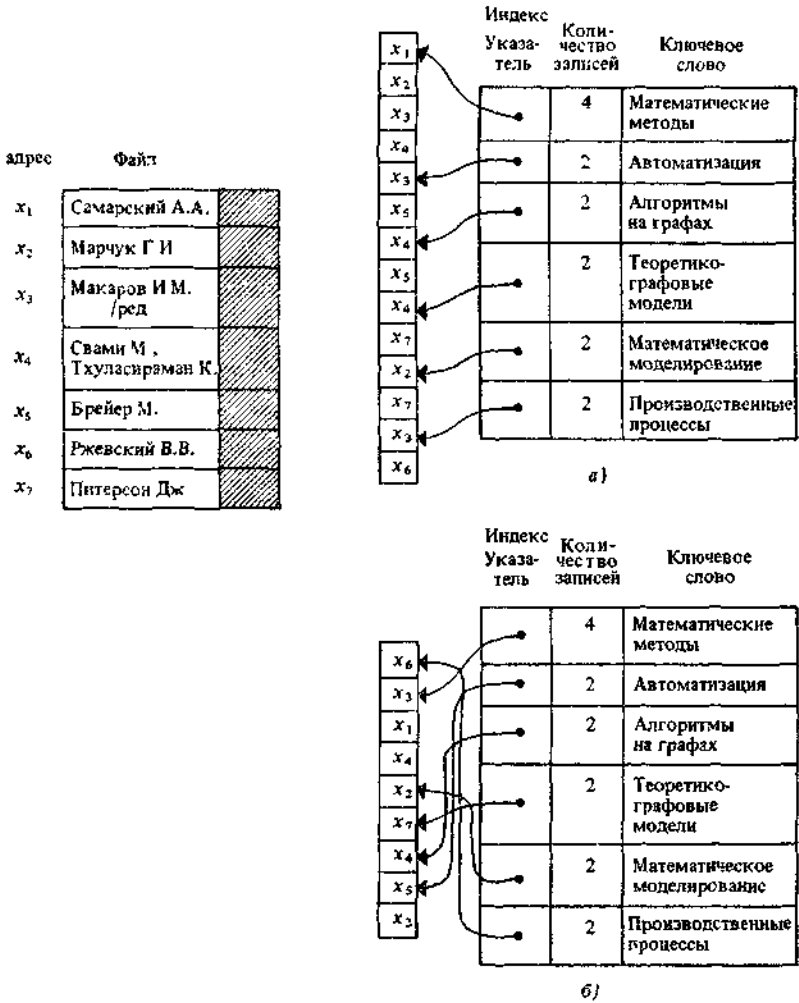 адрес Файл
x₁ Самарский А.А.
x₂ Марчук Г И
x₃ Макаров И М.
/ред
x₄ Свами М ,
Тхуласираман К.
x₅ Брейер М.
x₆ Ржевский В.В.
x₇ Питерсон Дж
x₁
x₂
x₃
x₄
x₃
x₅
x₄
x₅
x₄
x₇
x₂
x₇
x₃
x₆
Индекс
Указа-
тель
Коли-
чество
записей
Ключевое
слово
4 Математические
методы
2 Автоматизация
2 Алгоритмы
на графах
2 Теоретико-
графовые
модели
2 Математическое
моделирование
2 Производственные
процессы
а)
x₆
x₃
x₁
x₄
x₂
x₇
x₄
x₅
x₃
Индекс
Указа-
тель
Коли-
чество
записей
Ключевое
слово
4 Математические
методы
2 Автоматизация
2 Алгоритмы
на графах
2 Теоретико-
графовые
модели
2 Математическое
моделирование
2 Производственные
процессы
б)